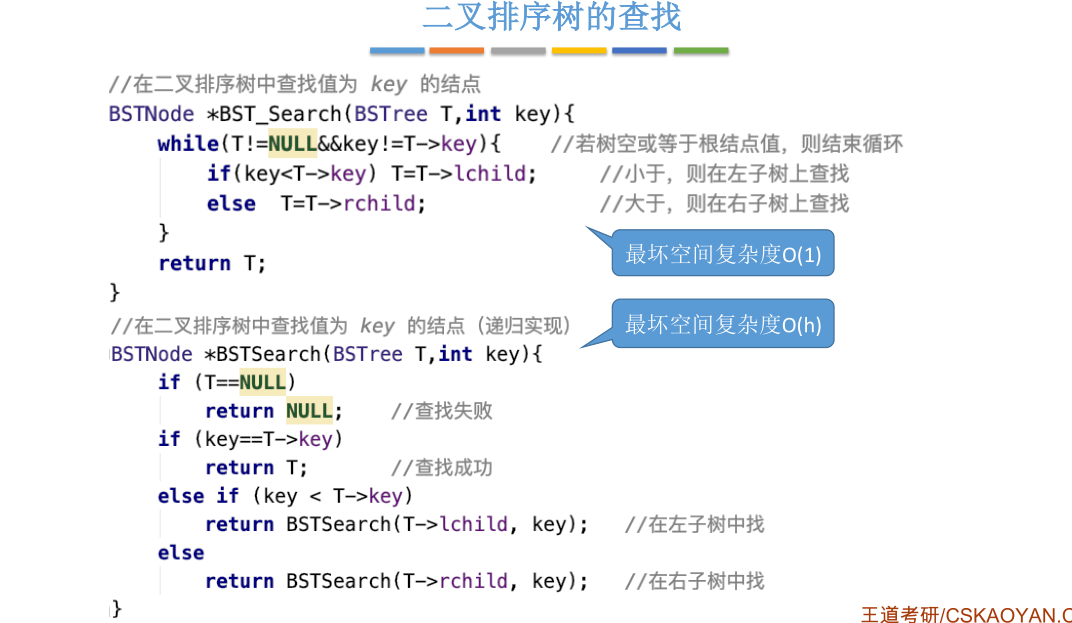 二叉排序树的查找
//在二叉排序树中查找值为 key 的结点
BSTNode *BST_Search(BSTree T,int key){
    while(T!=NULL&&key!=T->key){    //若树空或等于根结点值，则结束循环
        if(key<T->key) T=T->lchild;     //小于，则在左子树上查找
        else  T=T->rchild;              //大于，则在右子树上查找
    }
最坏空间复杂度O(1)
    return T;
}
最坏空间复杂度O(h)
//在二叉排序树中查找值为 key 的结点（递归实现）
BSTNode *BSTSearch(BSTree T,int key){
    if (T==NULL)
        return NULL;    //查找失败
    if (key==T->key)
        return T;       //查找成功
    else if (key < T->key)
        return BSTSearch(T->lchild, key);   //在左子树中找
    else
        return BSTSearch(T->rchild, key);   //在右子树中找
}
王道考研/CSKAOYAN.C